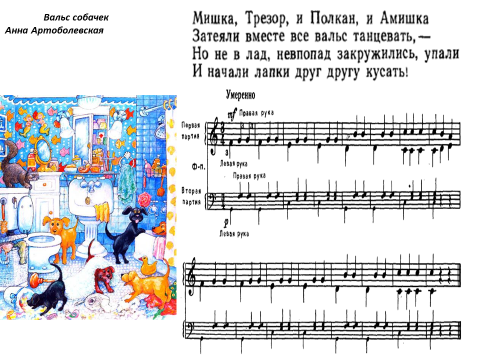 Вальс собачек
Анна Артоболевская
Мишка, Трезор, и Полкан, и Амишка
Затеяли вместе все вальс танцевать,—
Но не в лад, невпопад закружились, упали
И начали лапки друг другу кусать!
Умеренно
mf Правая рука
Первая
партия
Левая рука
Ф-п.
Правая рука
Вторая
партия
p
Левая рука